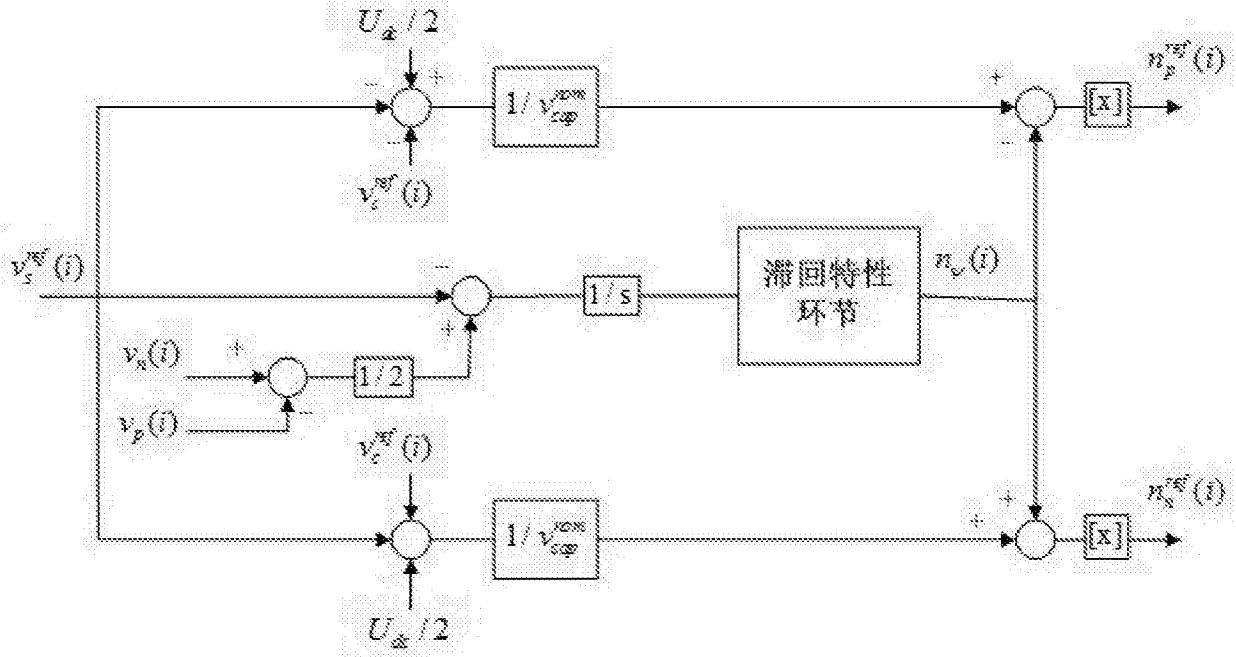 U_dc/2
n_p^ref(i)
1/v_cap^nom
[x]
v_c^ref(i)
v_s^ref(i)
滞回特性
环节
1/s
v_n(i)
1/2
v_p(i)
v_c^ref(i)
n_n^ref(i)
1/v_cap^nom
[x]
U_dc/2